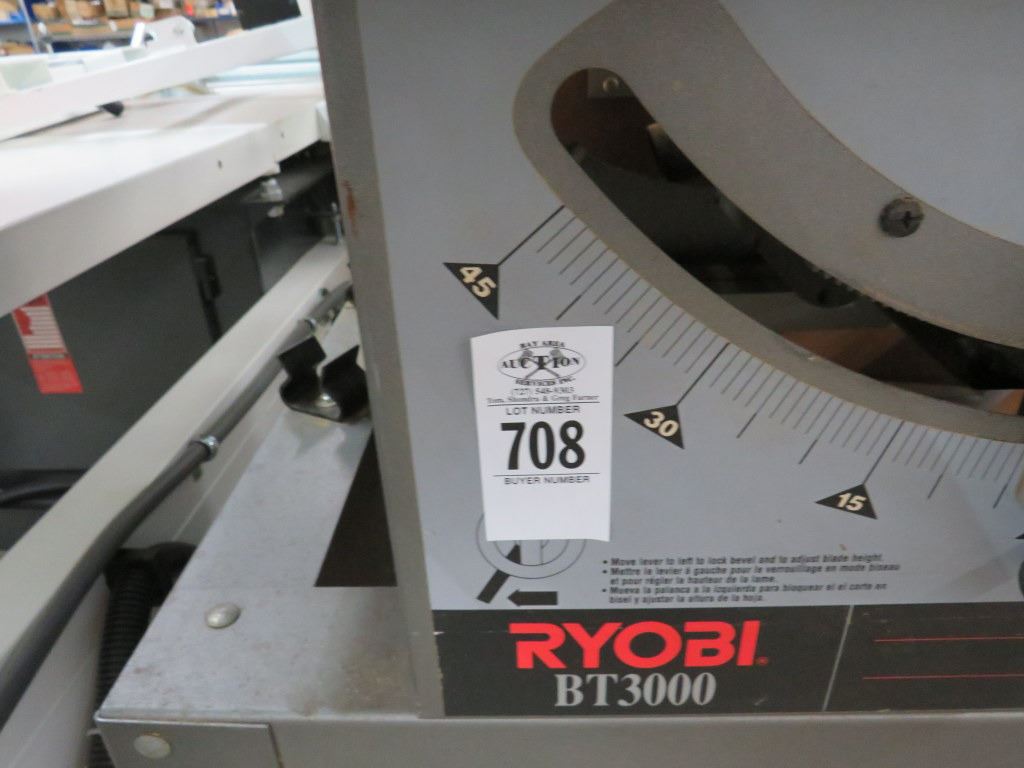 45
30
15
BAY AREA
AUCTION
SERVICES INC.
(727) 548-9303
Tom, Shondra & Greg Farner
LOT NUMBER
708
BUYER NUMBER
• Move lever to left to lock bevel and to adjust blade height.
• Mettre le levier à gauche pour le verrouillage en mode biseau
et pour régler la hauteur de la lame.
• Mueva la palanca a la izquierda para bloquear el el corte en
bisel y ajustar la altura de la hoja.
RYOBI
BT3000